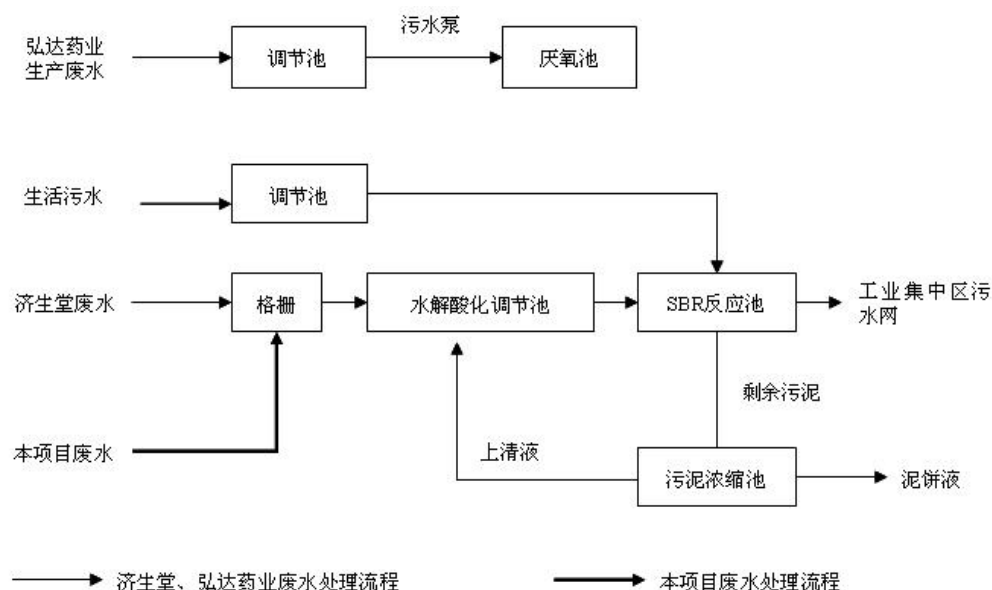 污水泵
弘达药业
生产废水
调节池
厌氧池
生活污水
调节池
济生堂废水
格栅
水解酸化调节池
SBR反应池
工业集中区污
水网
剩余污泥
本项目废水
上清液
污泥浓缩池
泥饼液
济生堂、弘达药业废水处理流程
本项目废水处理流程